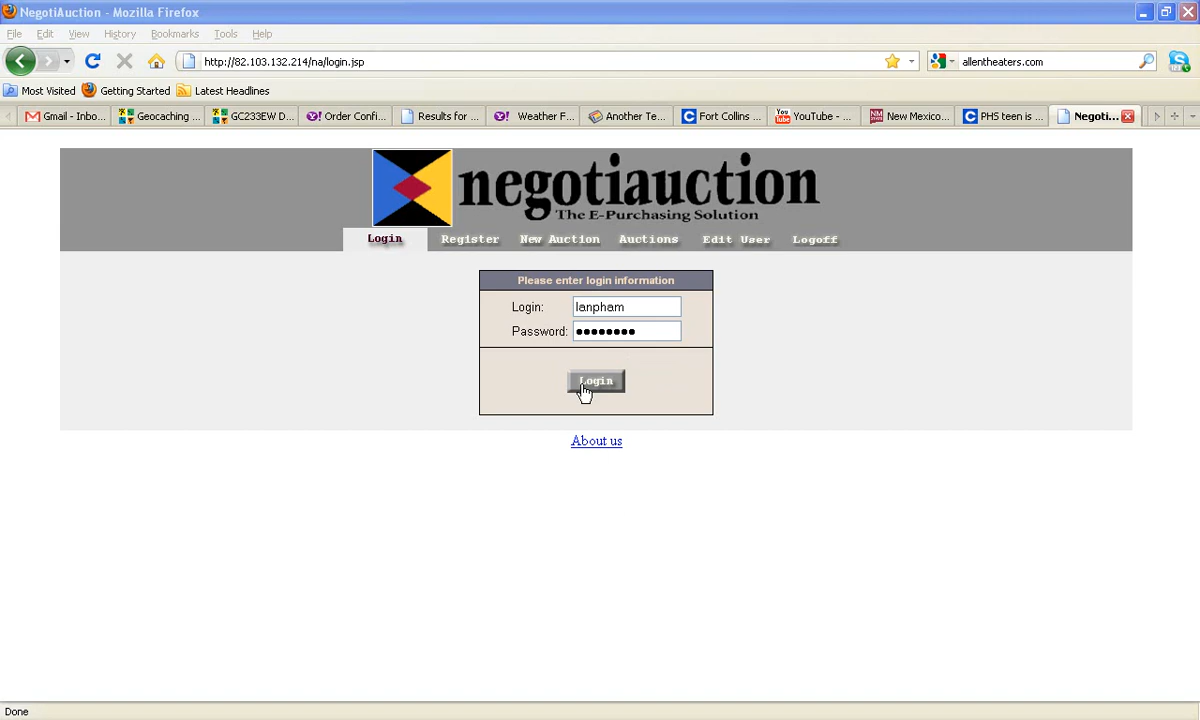 NegotiAuction - Mozilla Firefox
File Edit View History Bookmarks Tools Help
http://82.103.132.214/na/login.jsp allentheaters.com
Most Visited Getting Started Latest Headlines
Gmail - Inbo... Geocaching ... GC233EW D... Order Confi... Results for ... Weather F... Another Te... Fort Collins ... YouTube - ... New Mexico... PHS teen is ... Negoti...
negotiauction
The E-Purchasing Solution
Login Register New Auction Auctions Edit User Logoff
Please enter login information
Login: lanpham
Password: ●●●●●●●●
Login
About us
Done